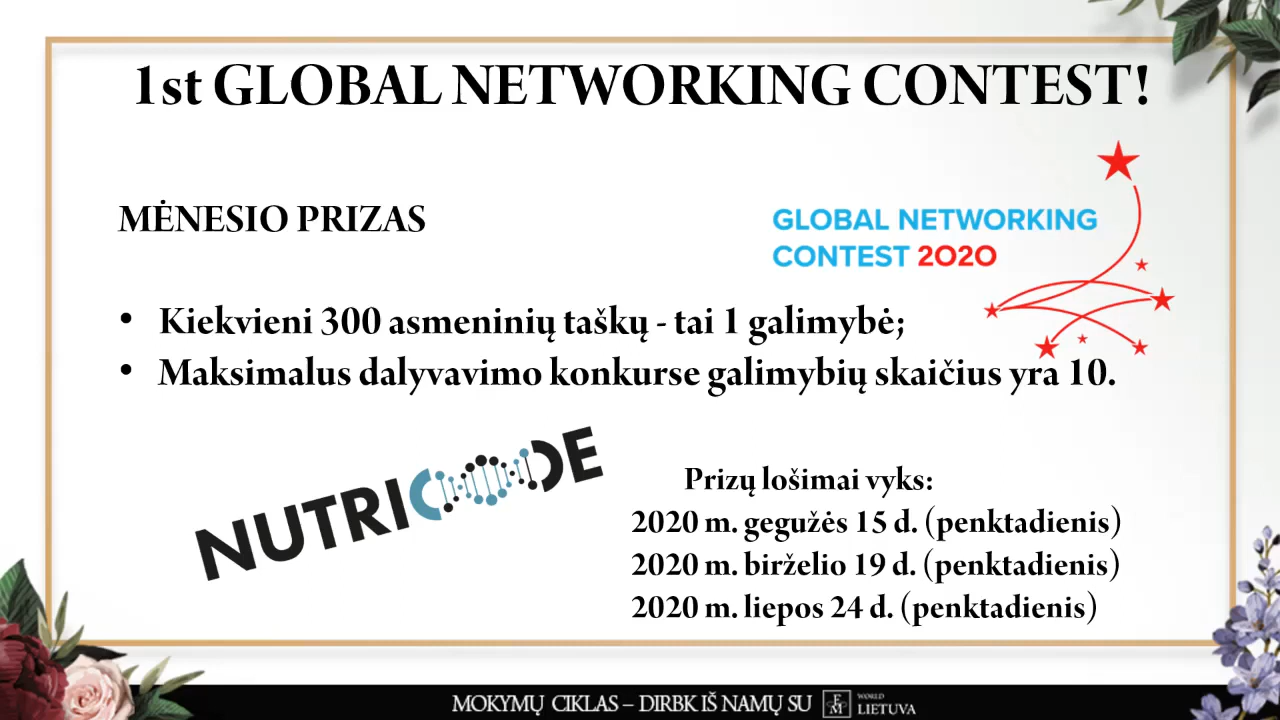 1st GLOBAL NETWORKING CONTEST!
MĖNESIO PRIZAS
GLOBAL NETWORKING
CONTEST 2020
• Kiekvieni 300 asmeninių taškų - tai 1 galimybė;
• Maksimalus dalyvavimo konkurse galimybių skaičius yra 10.
NUTRICODE
Prizų lošimai vyks:
2020 m. gegužės 15 d. (penktadienis)
2020 m. birželio 19 d. (penktadienis)
2020 m. liepos 24 d. (penktadienis)
MOKYMŲ CIKLAS – DIRBK IŠ NAMŲ SU FM WORLD
LIETUVA